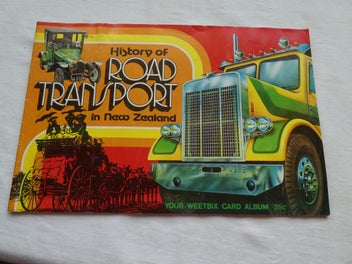 History of
ROAD
TRANSPORT
in New Zealand
YOUR WEETBIX CARD ALBUM 25c